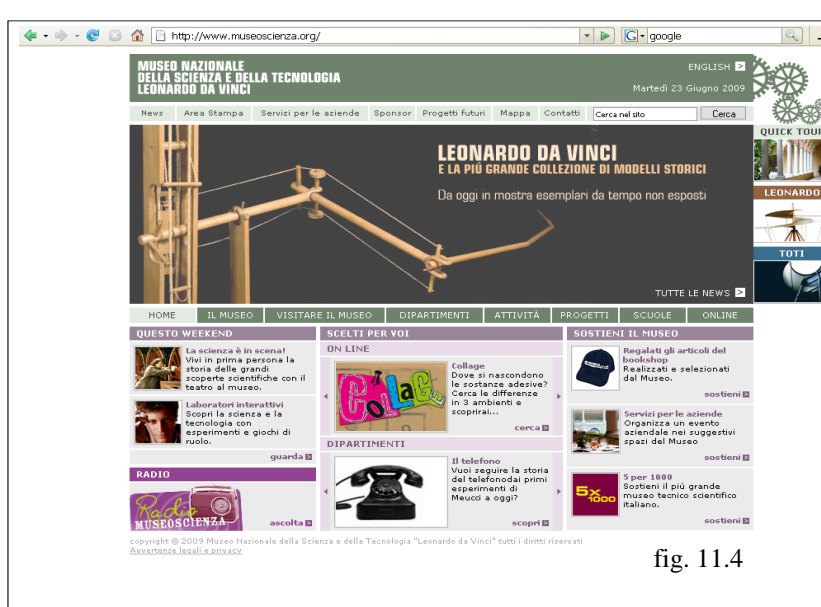 http://www.museoscienza.org/
google
MUSEO NAZIONALE
DELLA SCIENZA E DELLA TECNOLOGIA
LEONARDO DA VINCI
ENGLISH
Martedì 23 Giugno 2009
News Area Stampa Servizi per le aziende Sponsor Progetti futuri Mappa Contatti Cerca nel sito Cerca
QUICK TOUR
LEONARDO
TOTI
LEONARDO DA VINCI
E LA PIÚ GRANDE COLLEZIONE DI MODELLI STORICI
Da oggi in mostra esemplari da tempo non esposti
TUTTE LE NEWS
HOME IL MUSEO VISITARE IL MUSEO DIPARTIMENTI ATTIVITÀ PROGETTI SCUOLE ONLINE
QUESTO WEEKEND
La scienza è in scena!
Vivi in prima persona la
storia delle grandi
scoperte scientifiche con il
teatro al museo.
Laboratori interattivi
Scopri la scienza e la
tecnologia con
esperimenti e giochi di
ruolo.
guarda
RADIO
Radio
MUSEOSCIENZA
ascolta
SCELTI PER VOI
ON LINE
COLLAGE
Collage
Dove si nascondono
le sostanze adesive?
Cerca le differenze
in 3 ambienti e
scoprirai...
cerca
DIPARTIMENTI
Il telefono
Vuoi seguire la storia
del telefonodai primi
esperimenti di
Meucci a oggi?
scopri
SOSTIENI IL MUSEO
Regalati gli articoli del
bookshop
Realizzati e selezionati
dal Museo.
sostieni
Servizi per le aziende
Organizza un evento
aziendale nei suggestivi
spazi del Museo
sostieni
5x1000
5 per 1000
Sostieni il piú grande
museo tecnico scientifico
italiano.
sostieni
copyright @ 2009 Museo Nazionale della Scienza e della Tecnologia "Leonardo da Vinci" tutti i diritti riservati
Avvertenze legali e privacy
fig. 11.4